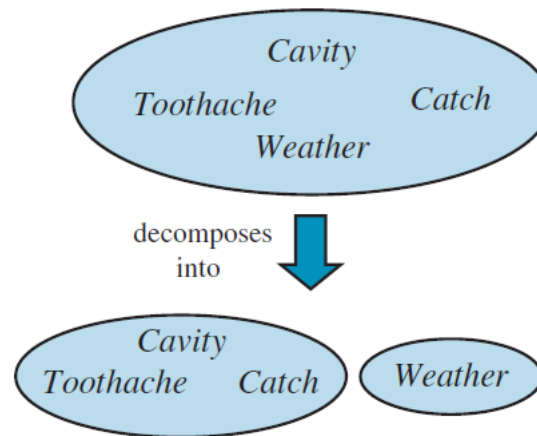 Cavity
Toothache Catch
Weather
decomposes
into
Cavity
Toothache Catch
Weather